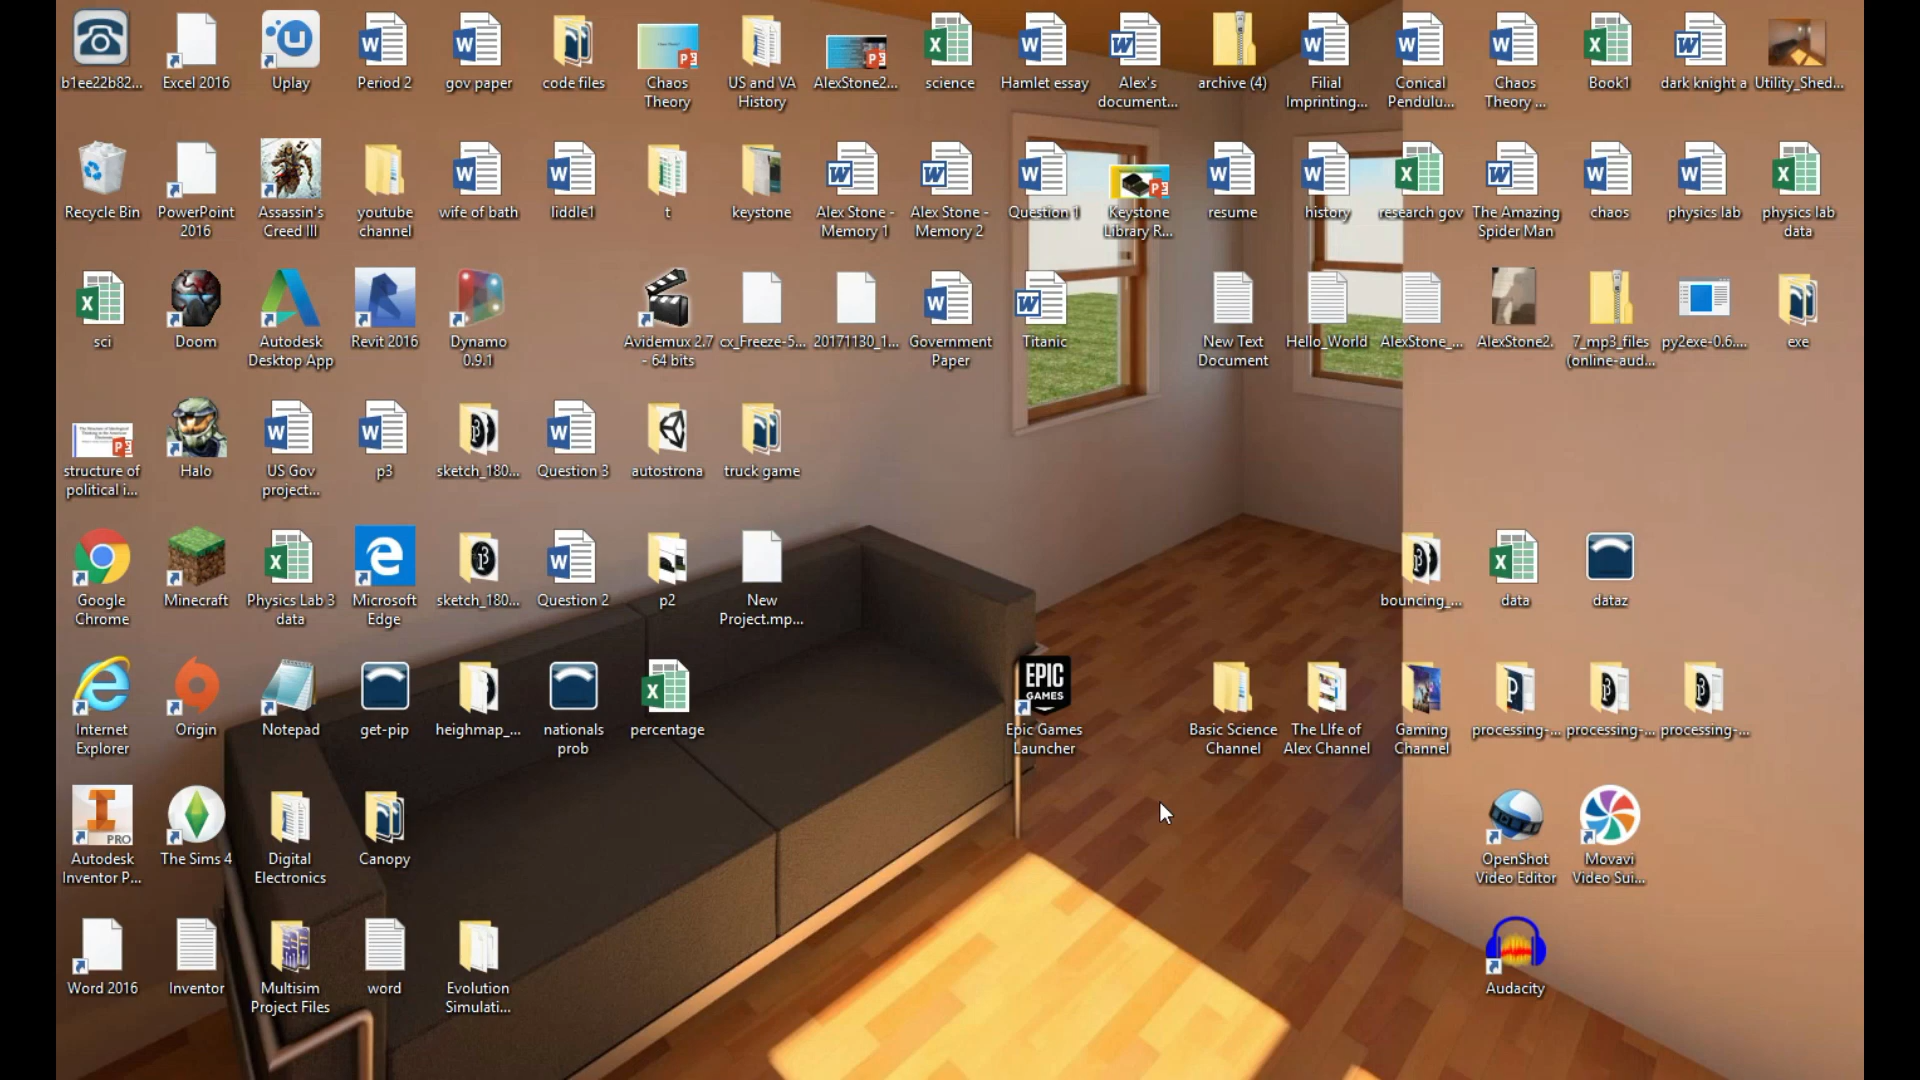 b1ee22b82...
Excel 2016
Uplay
Period 2
gov paper
code files
Chaos
Theory
US and VA
History
AlexStone2...
science
Hamlet essay
Alex's
document...
archive (4)
Filial
Imprinting...
Conical
Pendulu...
Chaos
Theory ...
Book1
dark knight a
Utility_Shed...
Recycle Bin
PowerPoint
2016
Assassin's
Creed III
youtube
channel
wife of bath
liddle1
t
keystone
Alex Stone -
Memory 1
Alex Stone -
Memory 2
Question 1
Keystone
Library R...
resume
history
research gov
The Amazing
Spider Man
chaos
physics lab
physics lab
data
sci
Doom
Autodesk
Desktop App
Revit 2016
Dynamo
0.9.1
Avidemux 2.7
- 64 bits
cx_Freeze-5...
20171130_1...
Government
Paper
Titanic
New Text
Document
Hello_World
AlexStone_...
AlexStone2.
7_mp3_files
(online-aud...
py2exe-0.6....
exe
structure of
political i...
Halo
US Gov
project...
p3
sketch_180...
Question 3
autostrona
truck game
Google
Chrome
Minecraft
Physics Lab 3
data
Microsoft
Edge
sketch_180...
Question 2
p2
New
Project.mp...
bouncing_...
data
dataz
Internet
Explorer
Origin
Notepad
get-pip
heighmap_...
nationals
prob
percentage
EPIC
GAMES
Epic Games
Launcher
Basic Science
Channel
The LIfe of
Alex Channel
Gaming
Channel
processing-...
processing-...
processing-...
PRO
Autodesk
Inventor P...
The Sims 4
Digital
Electronics
Canopy
OpenShot
Video Editor
Movavi
Video Sui...
Word 2016
Inventor
Multisim
Project Files
word
Evolution
Simulati...
Audacity